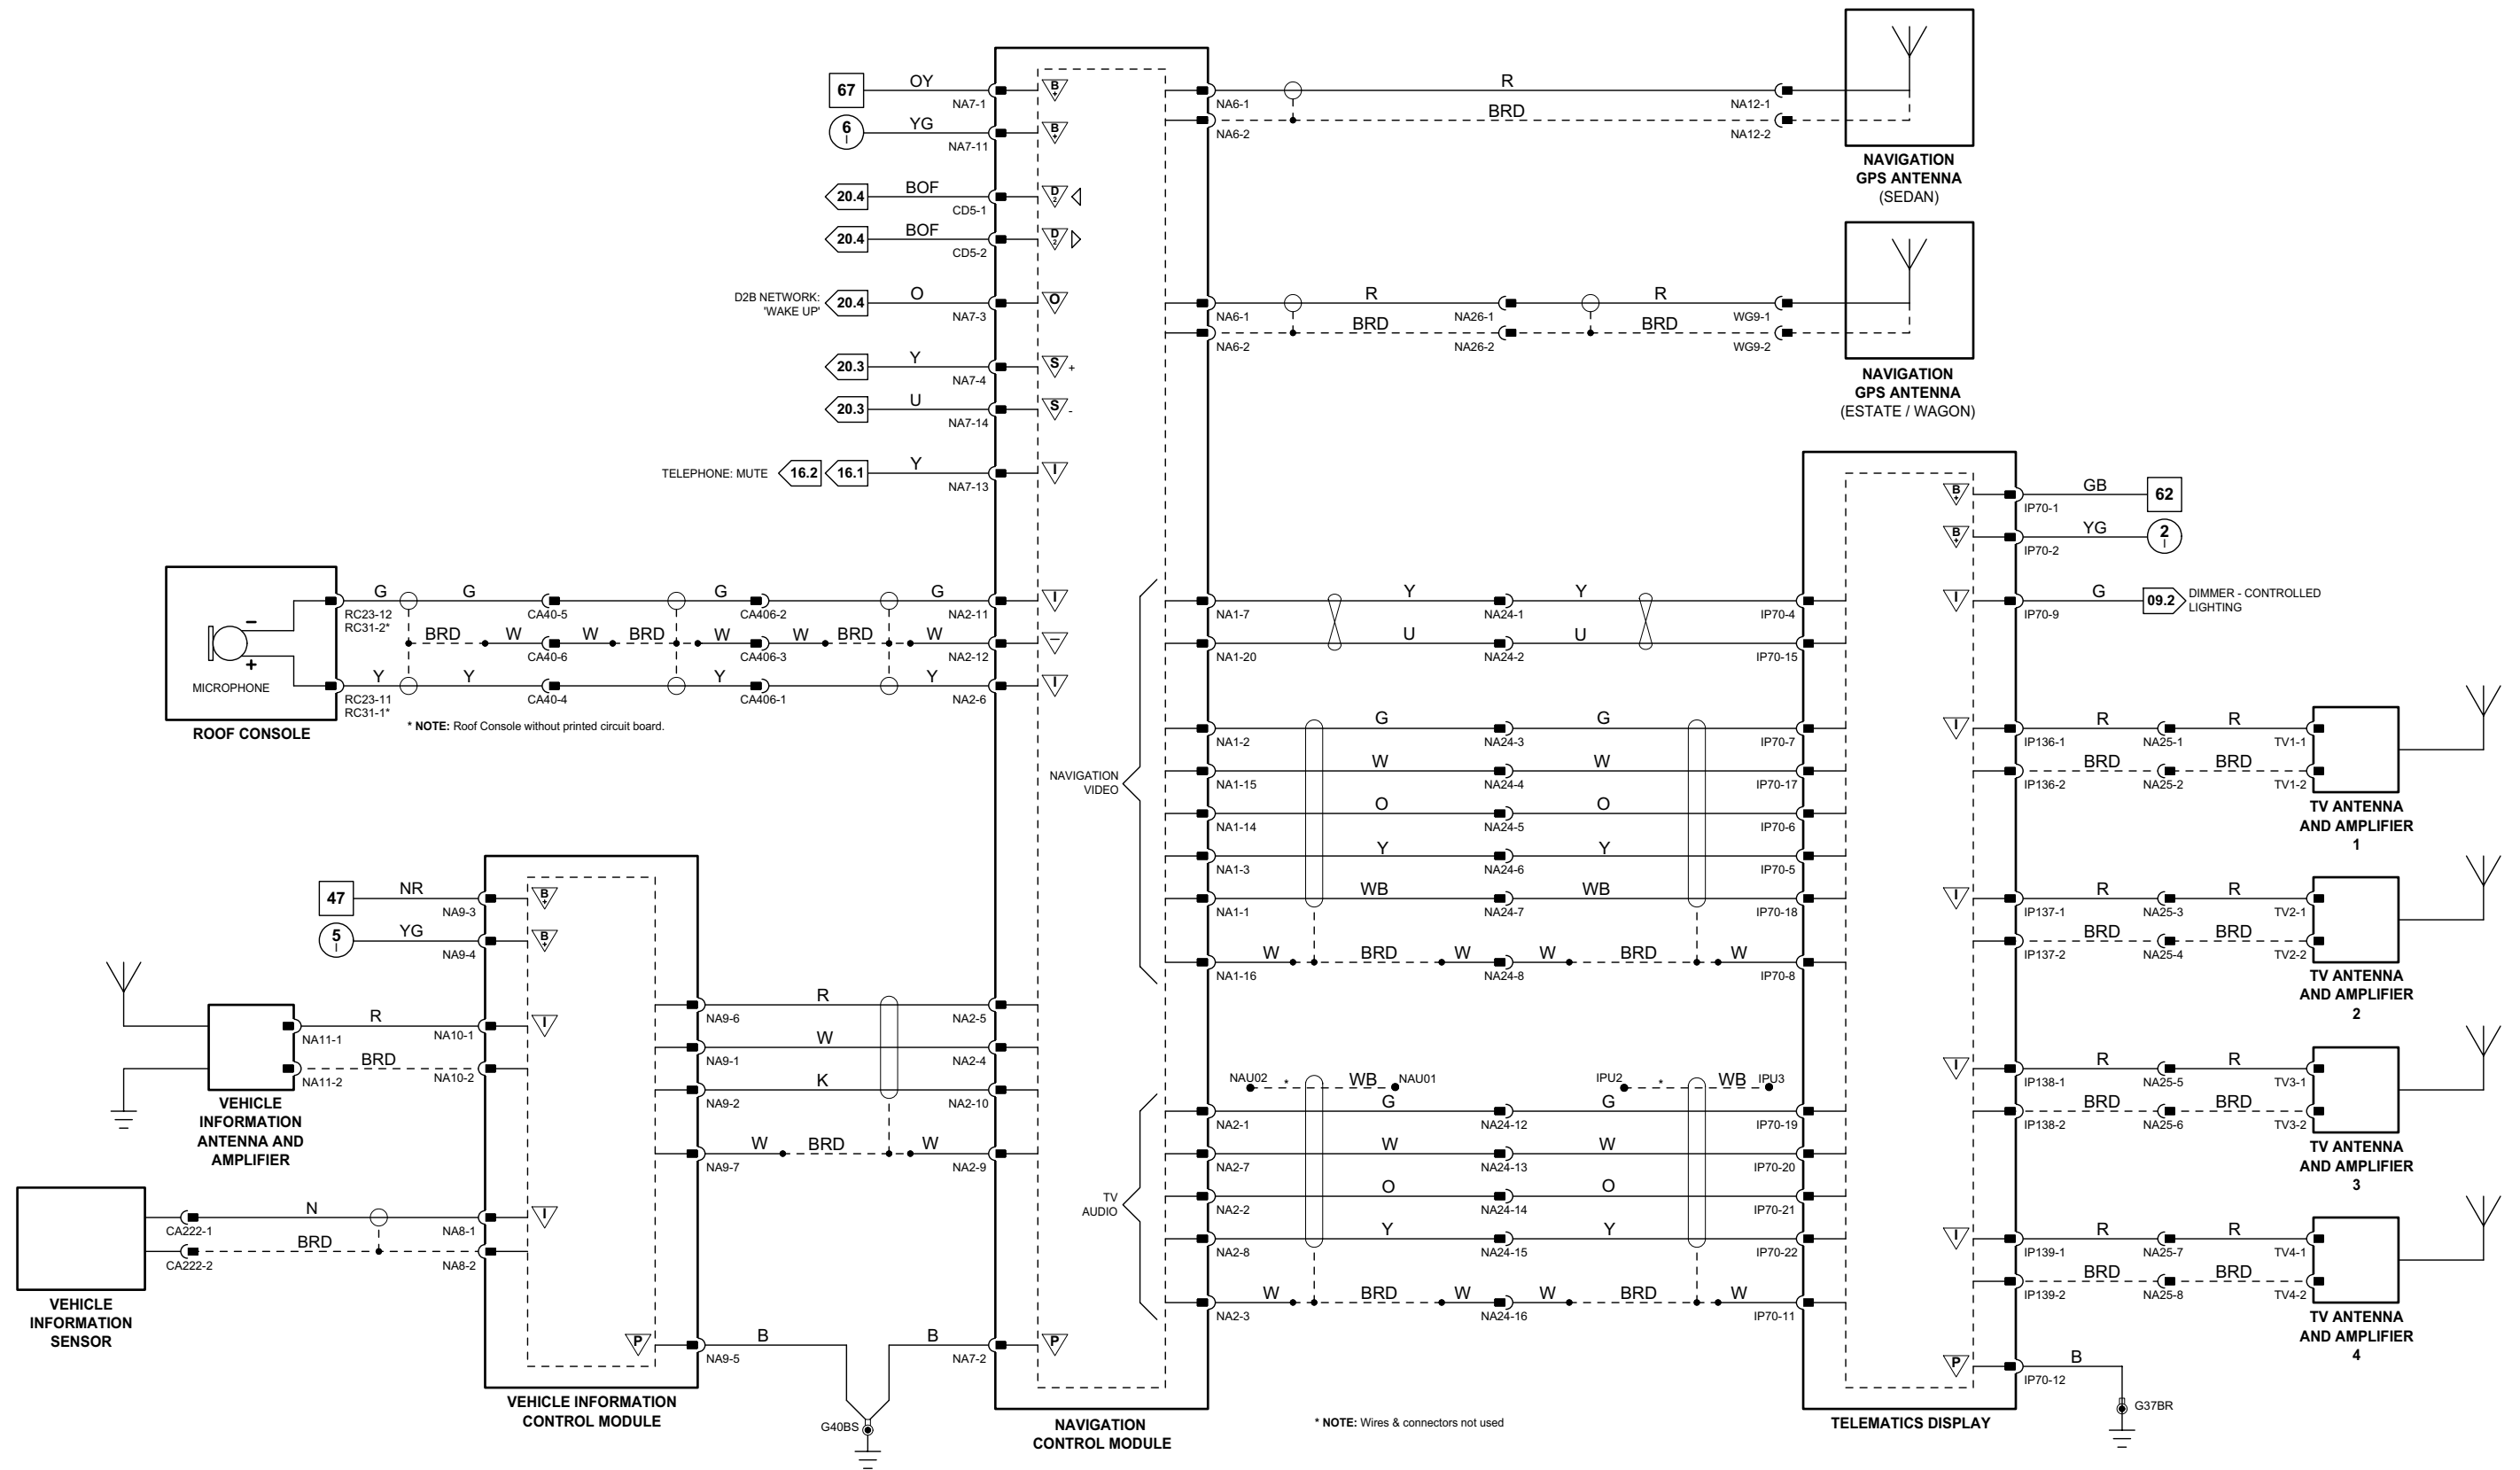 67
OY
NA7-1
B
+
6
I
YG
NA7-11
B
+
20.4
BOF
CD5-1
D
2
20.4
BOF
CD5-2
D
2
D2B NETWORK:
'WAKE UP'
20.4
O
NA7-3
O
20.3
Y
NA7-4
S +
20.3
U
NA7-14
S -
TELEPHONE: MUTE
16.2
16.1
Y
NA7-13
I
NA6-1
R
NA12-1
NA6-2
BRD
NA12-2
NAVIGATION
GPS ANTENNA
(SEDAN)
NA6-1
R
NA26-1
R
WG9-1
NA6-2
BRD
NA26-2
BRD
WG9-2
NAVIGATION
GPS ANTENNA
(ESTATE / WAGON)
MICROPHONE
−
+
ROOF CONSOLE
RC23-12
RC31-2*
G G CA40-5 G CA406-2 G NA2-11 I
BRD W CA40-6 W BRD W CA406-3 W BRD W NA2-12 −
RC23-11
RC31-1*
Y Y CA40-4 Y CA406-1 Y NA2-6 I
* NOTE: Roof Console without printed circuit board.
B
+
IP70-1
GB
62
B
+
IP70-2
YG
2
I
I
IP70-9
G
09.2
DIMMER - CONTROLLED
LIGHTING
NAVIGATION
VIDEO
NA1-7 Y NA24-1 Y IP70-4
NA1-20 U NA24-2 U IP70-15
NA1-2 G NA24-3 G IP70-7
NA1-15 W NA24-4 W IP70-17
NA1-14 O NA24-5 O IP70-6
NA1-3 Y NA24-6 Y IP70-5
NA1-1 WB NA24-7 WB IP70-18
NA1-16 W BRD W NA24-8 W BRD W IP70-8
I IP136-1 R NA25-1 R TV1-1
IP136-2 BRD NA25-2 BRD TV1-2
TV ANTENNA
AND AMPLIFIER
1
I IP137-1 R NA25-3 R TV2-1
IP137-2 BRD NA25-4 BRD TV2-2
TV ANTENNA
AND AMPLIFIER
2
I IP138-1 R NA25-5 R TV3-1
IP138-2 BRD NA25-6 BRD TV3-2
TV ANTENNA
AND AMPLIFIER
3
I IP139-1 R NA25-7 R TV4-1
IP139-2 BRD NA25-8 BRD TV4-2
TV ANTENNA
AND AMPLIFIER
4
47
NR
NA9-3
B
+
5
I
YG
NA9-4
B
+
NA11-1 R NA10-1 I
NA11-2 BRD NA10-2
VEHICLE
INFORMATION
ANTENNA AND
AMPLIFIER
CA222-1 N NA8-1 I
CA222-2 BRD NA8-2
VEHICLE
INFORMATION
SENSOR
NA9-6 R NA2-5
NA9-1 W NA2-4
NA9-2 K NA2-10
NA9-7 W BRD W NA2-9
P NA9-5 B
B NA7-2 P
G40BS
VEHICLE INFORMATION
CONTROL MODULE
NAVIGATION
CONTROL MODULE
TV
AUDIO
NAU02 * WB NAU01
IPU2 * WB IPU3
NA2-1 G NA24-12 G IP70-19
NA2-7 W NA24-13 W IP70-20
NA2-2 O NA24-14 O IP70-21
NA2-8 Y NA24-15 Y IP70-22
NA2-3 W BRD W NA24-16 W BRD W IP70-11
* NOTE: Wires & connectors not used
P
IP70-12
B
G37BR
TELEMATICS DISPLAY